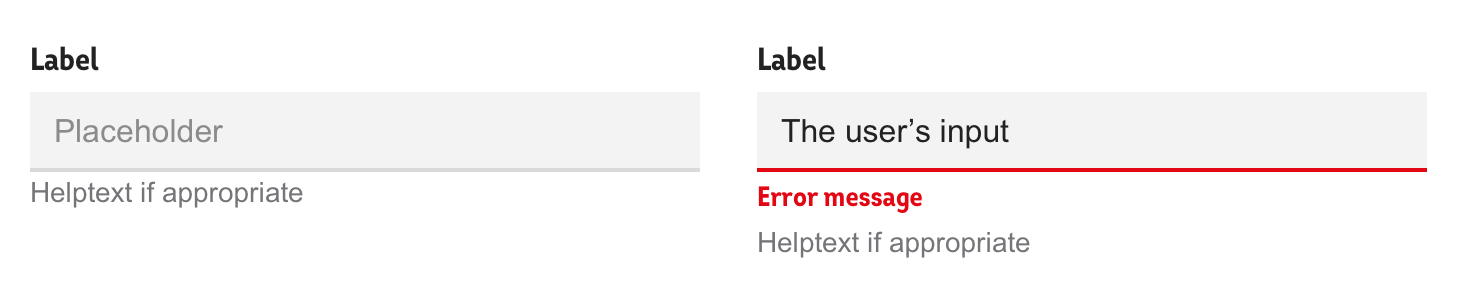 Label
Placeholder
Helptext if appropriate
Label
The user’s input
Error message
Helptext if appropriate